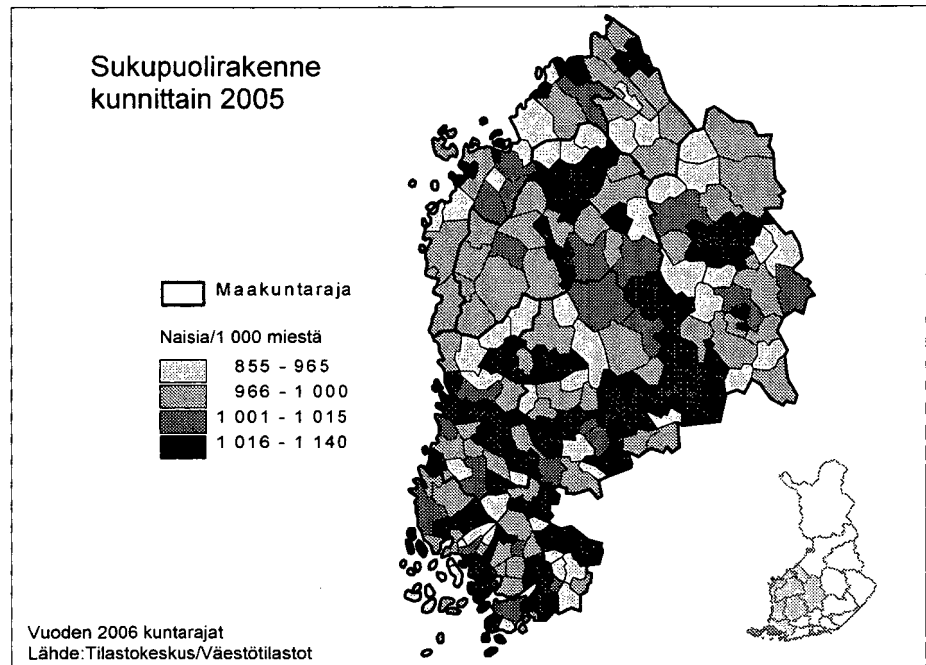 Sukupuolirakenne
kunnittain 2005
Maakuntaraja
Naisia/1 000 miestä
855 - 965
966 - 1 000
1 001 - 1 015
1 016 - 1 140
Vuoden 2006 kuntarajat
Lähde:Tilastokeskus/Väestötilastot